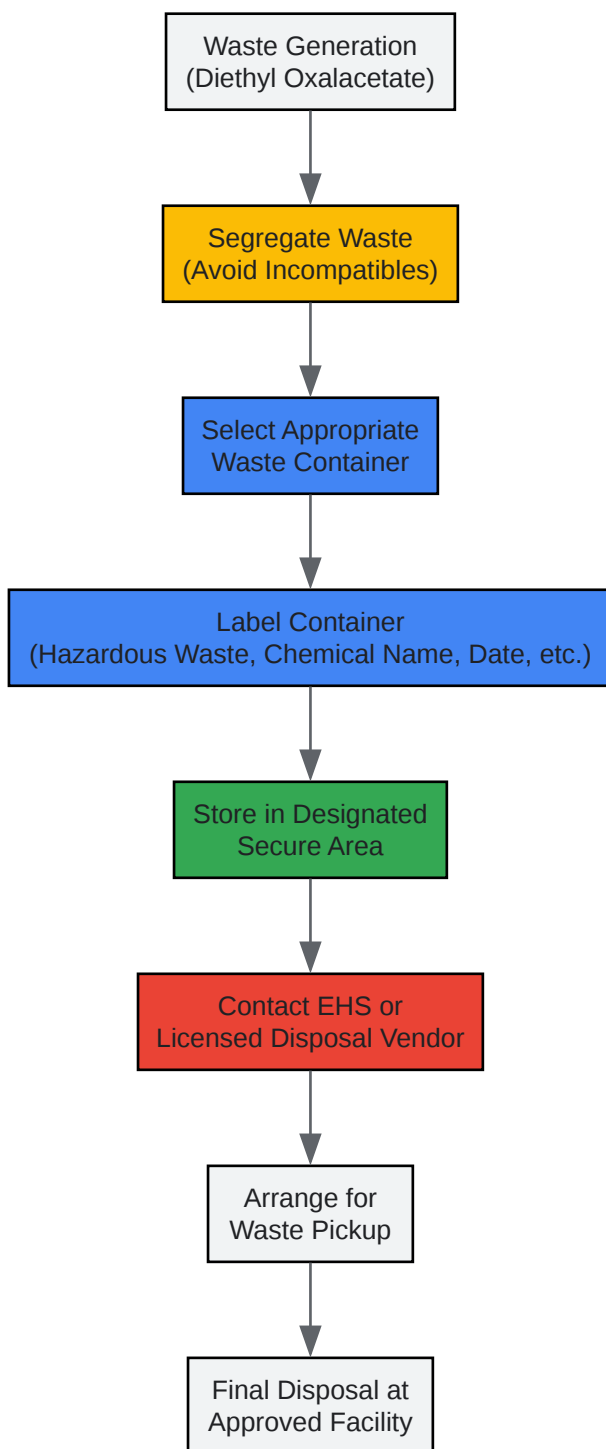 Waste Generation
(Diethyl Oxalacetate)
Segregate Waste
(Avoid Incompatibles)
Select Appropriate
Waste Container
Label Container
(Hazardous Waste, Chemical Name, Date, etc.)
Store in Designated
Secure Area
Contact EHS or
Licensed Disposal Vendor
Arrange for
Waste Pickup
Final Disposal at
Approved Facility